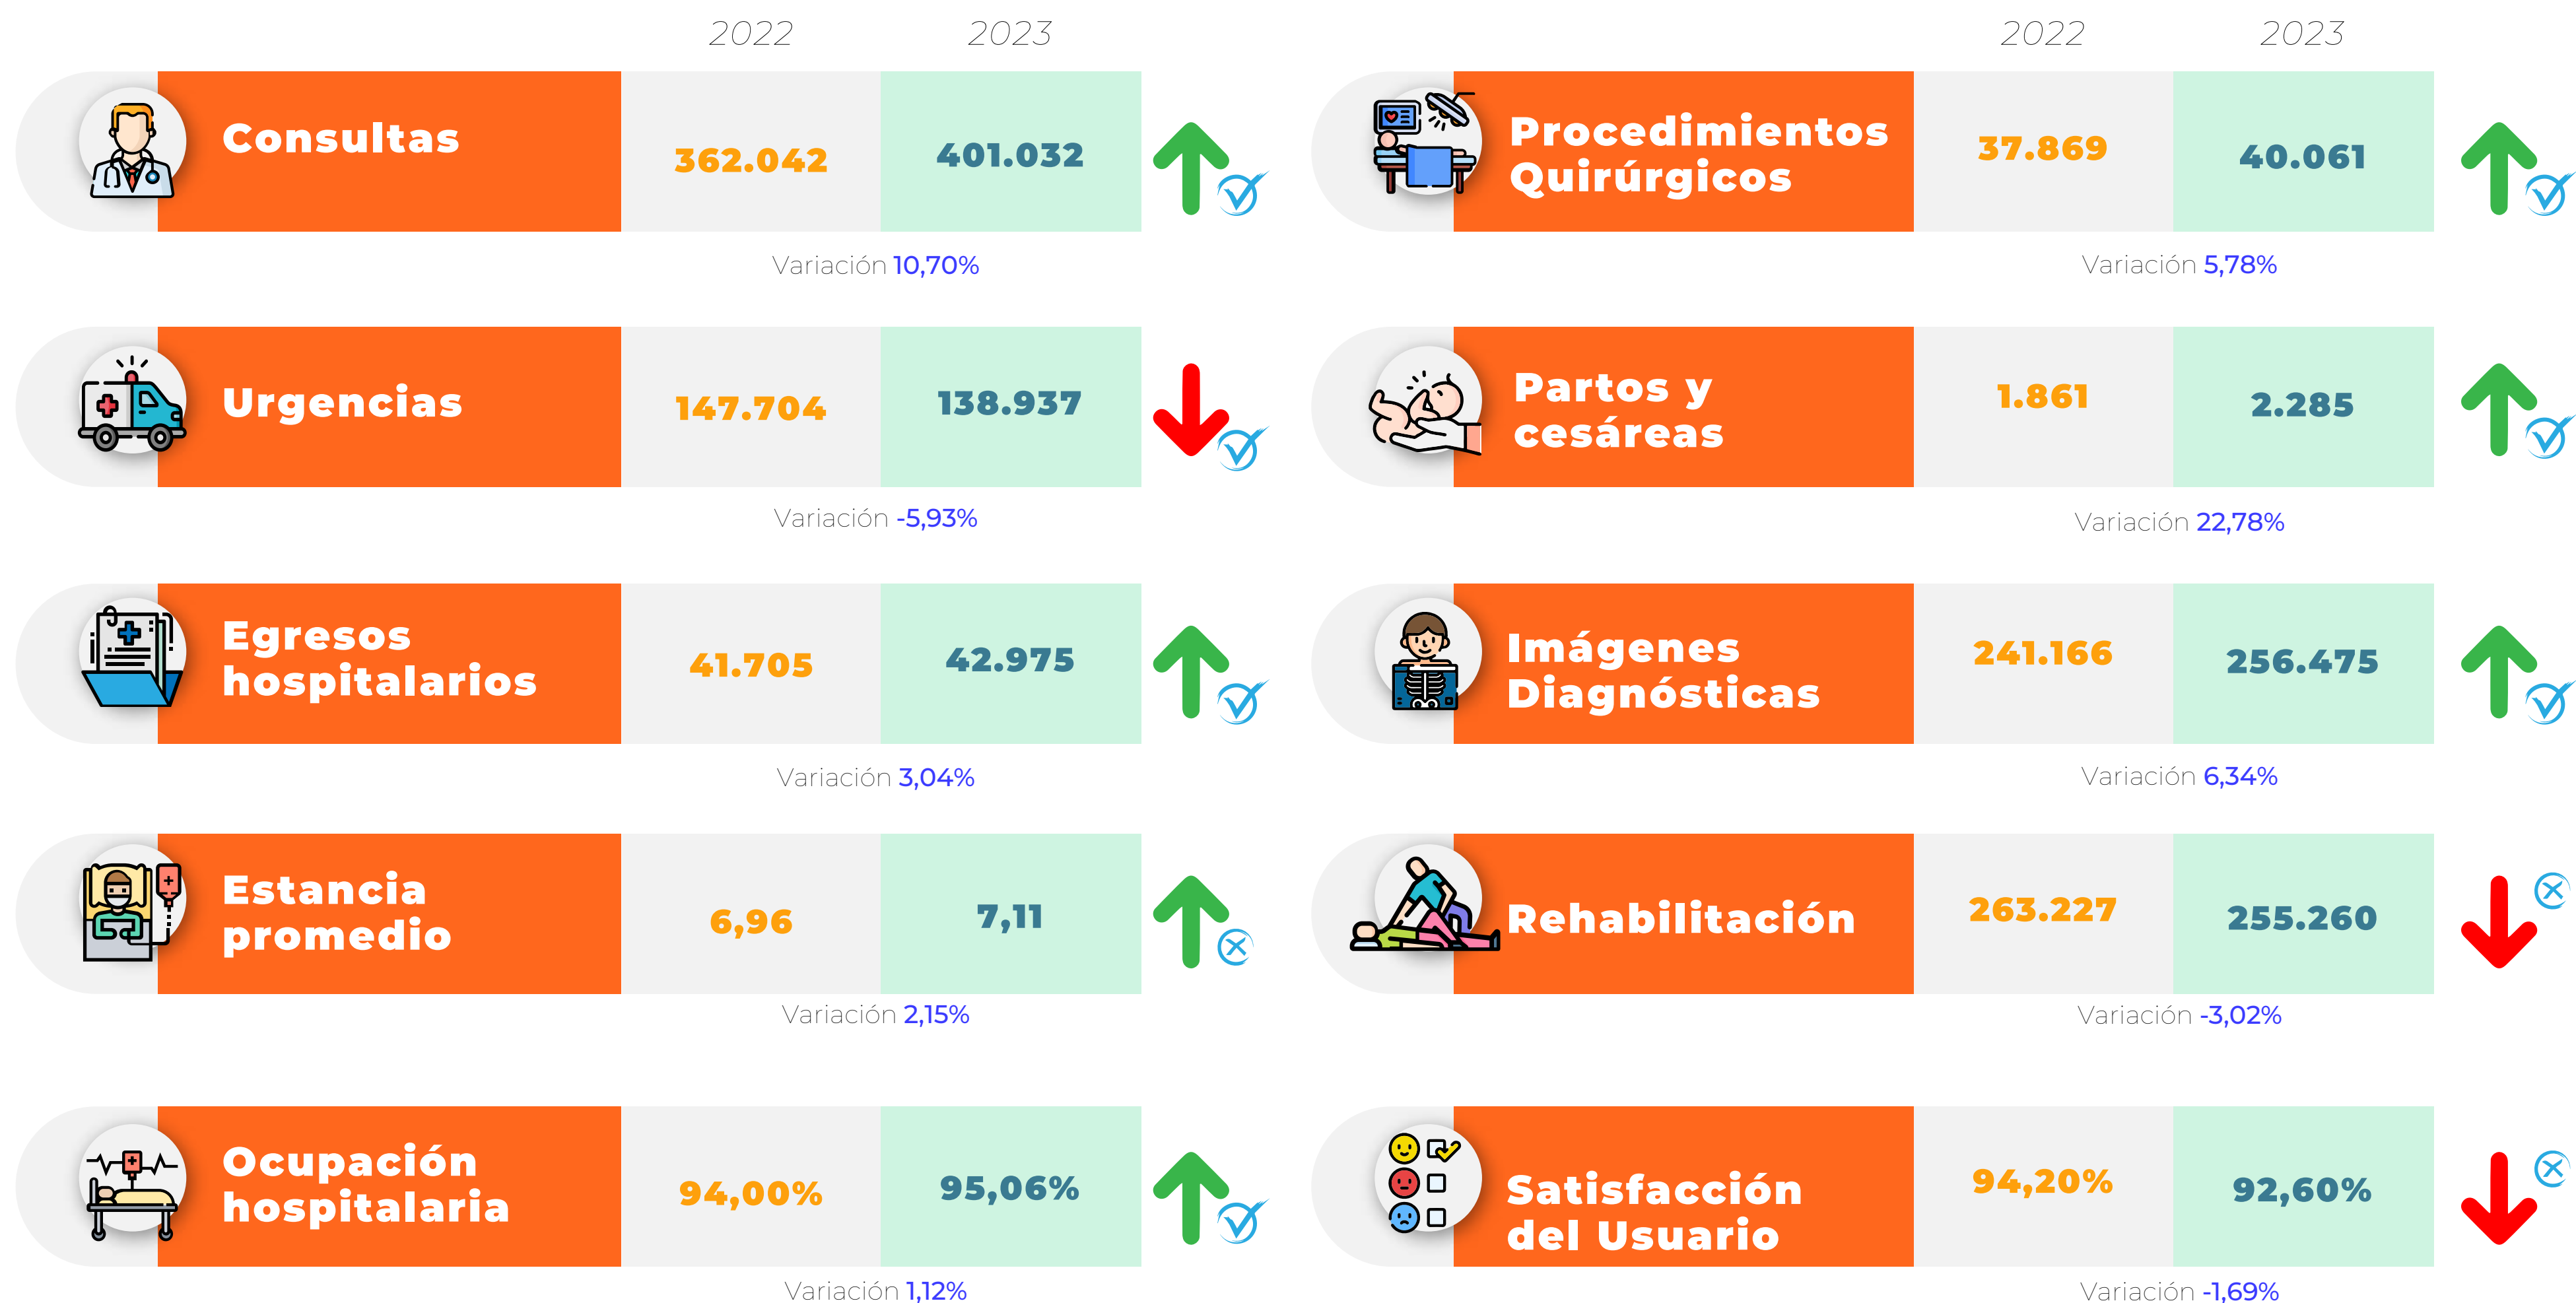 2022 2023
Consultas
362.042 401.032
Variación 10,70%
Urgencias
147.704 138.937
Variación -5,93%
Egresos
hospitalarios
41.705 42.975
Variación 3,04%
Estancia
promedio
6,96 7,11
Variación 2,15%
Ocupación
hospitalaria
94,00% 95,06%
Variación 1,12%
2022 2023
Procedimientos
Quirúrgicos
37.869 40.061
Variación 5,78%
Partos y
cesáreas
1.861 2.285
Variación 22,78%
Imágenes
Diagnósticas
241.166 256.475
Variación 6,34%
Rehabilitación
263.227 255.260
Variación -3,02%
Satisfacción
del Usuario
94,20% 92,60%
Variación -1,69%